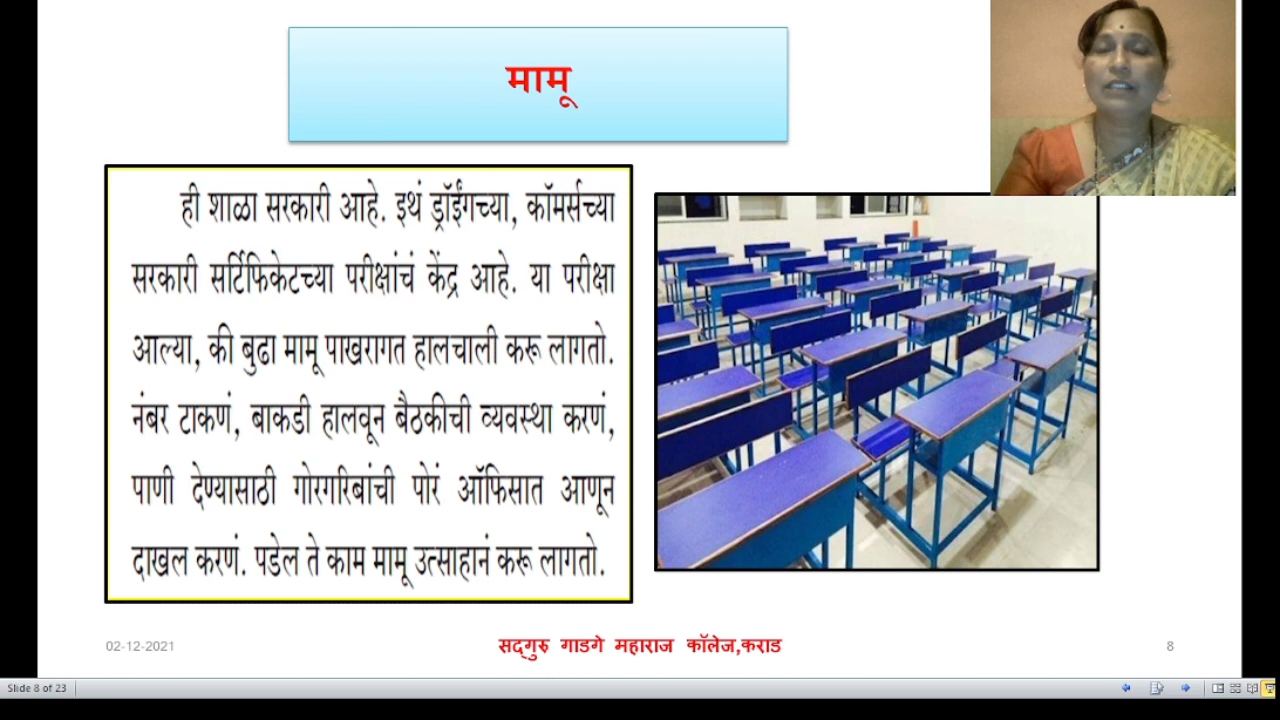 मामू
ही शाळा सरकारी आहे. इथं ड्रॉईंगच्या, कॉमर्सच्या
सरकारी सर्टिफिकेटच्या परीक्षांचं केंद्र आहे. या परीक्षा
आल्या, की बुढा मामू पाखरागत हालचाली करू लागतो.
नंबर टाकणं, बाकडी हालवून बैठकीची व्यवस्था करणं,
पाणी देण्यासाठी गोरगरिबांची पोरं ऑफिसात आणून
दाखल करणं. पडेल ते काम मामू उत्साहानं करू लागतो.
02-12-2021
सद्‌गुरु गाडगे महाराज कॉलेज,कराड
8
Slide 8 of 23